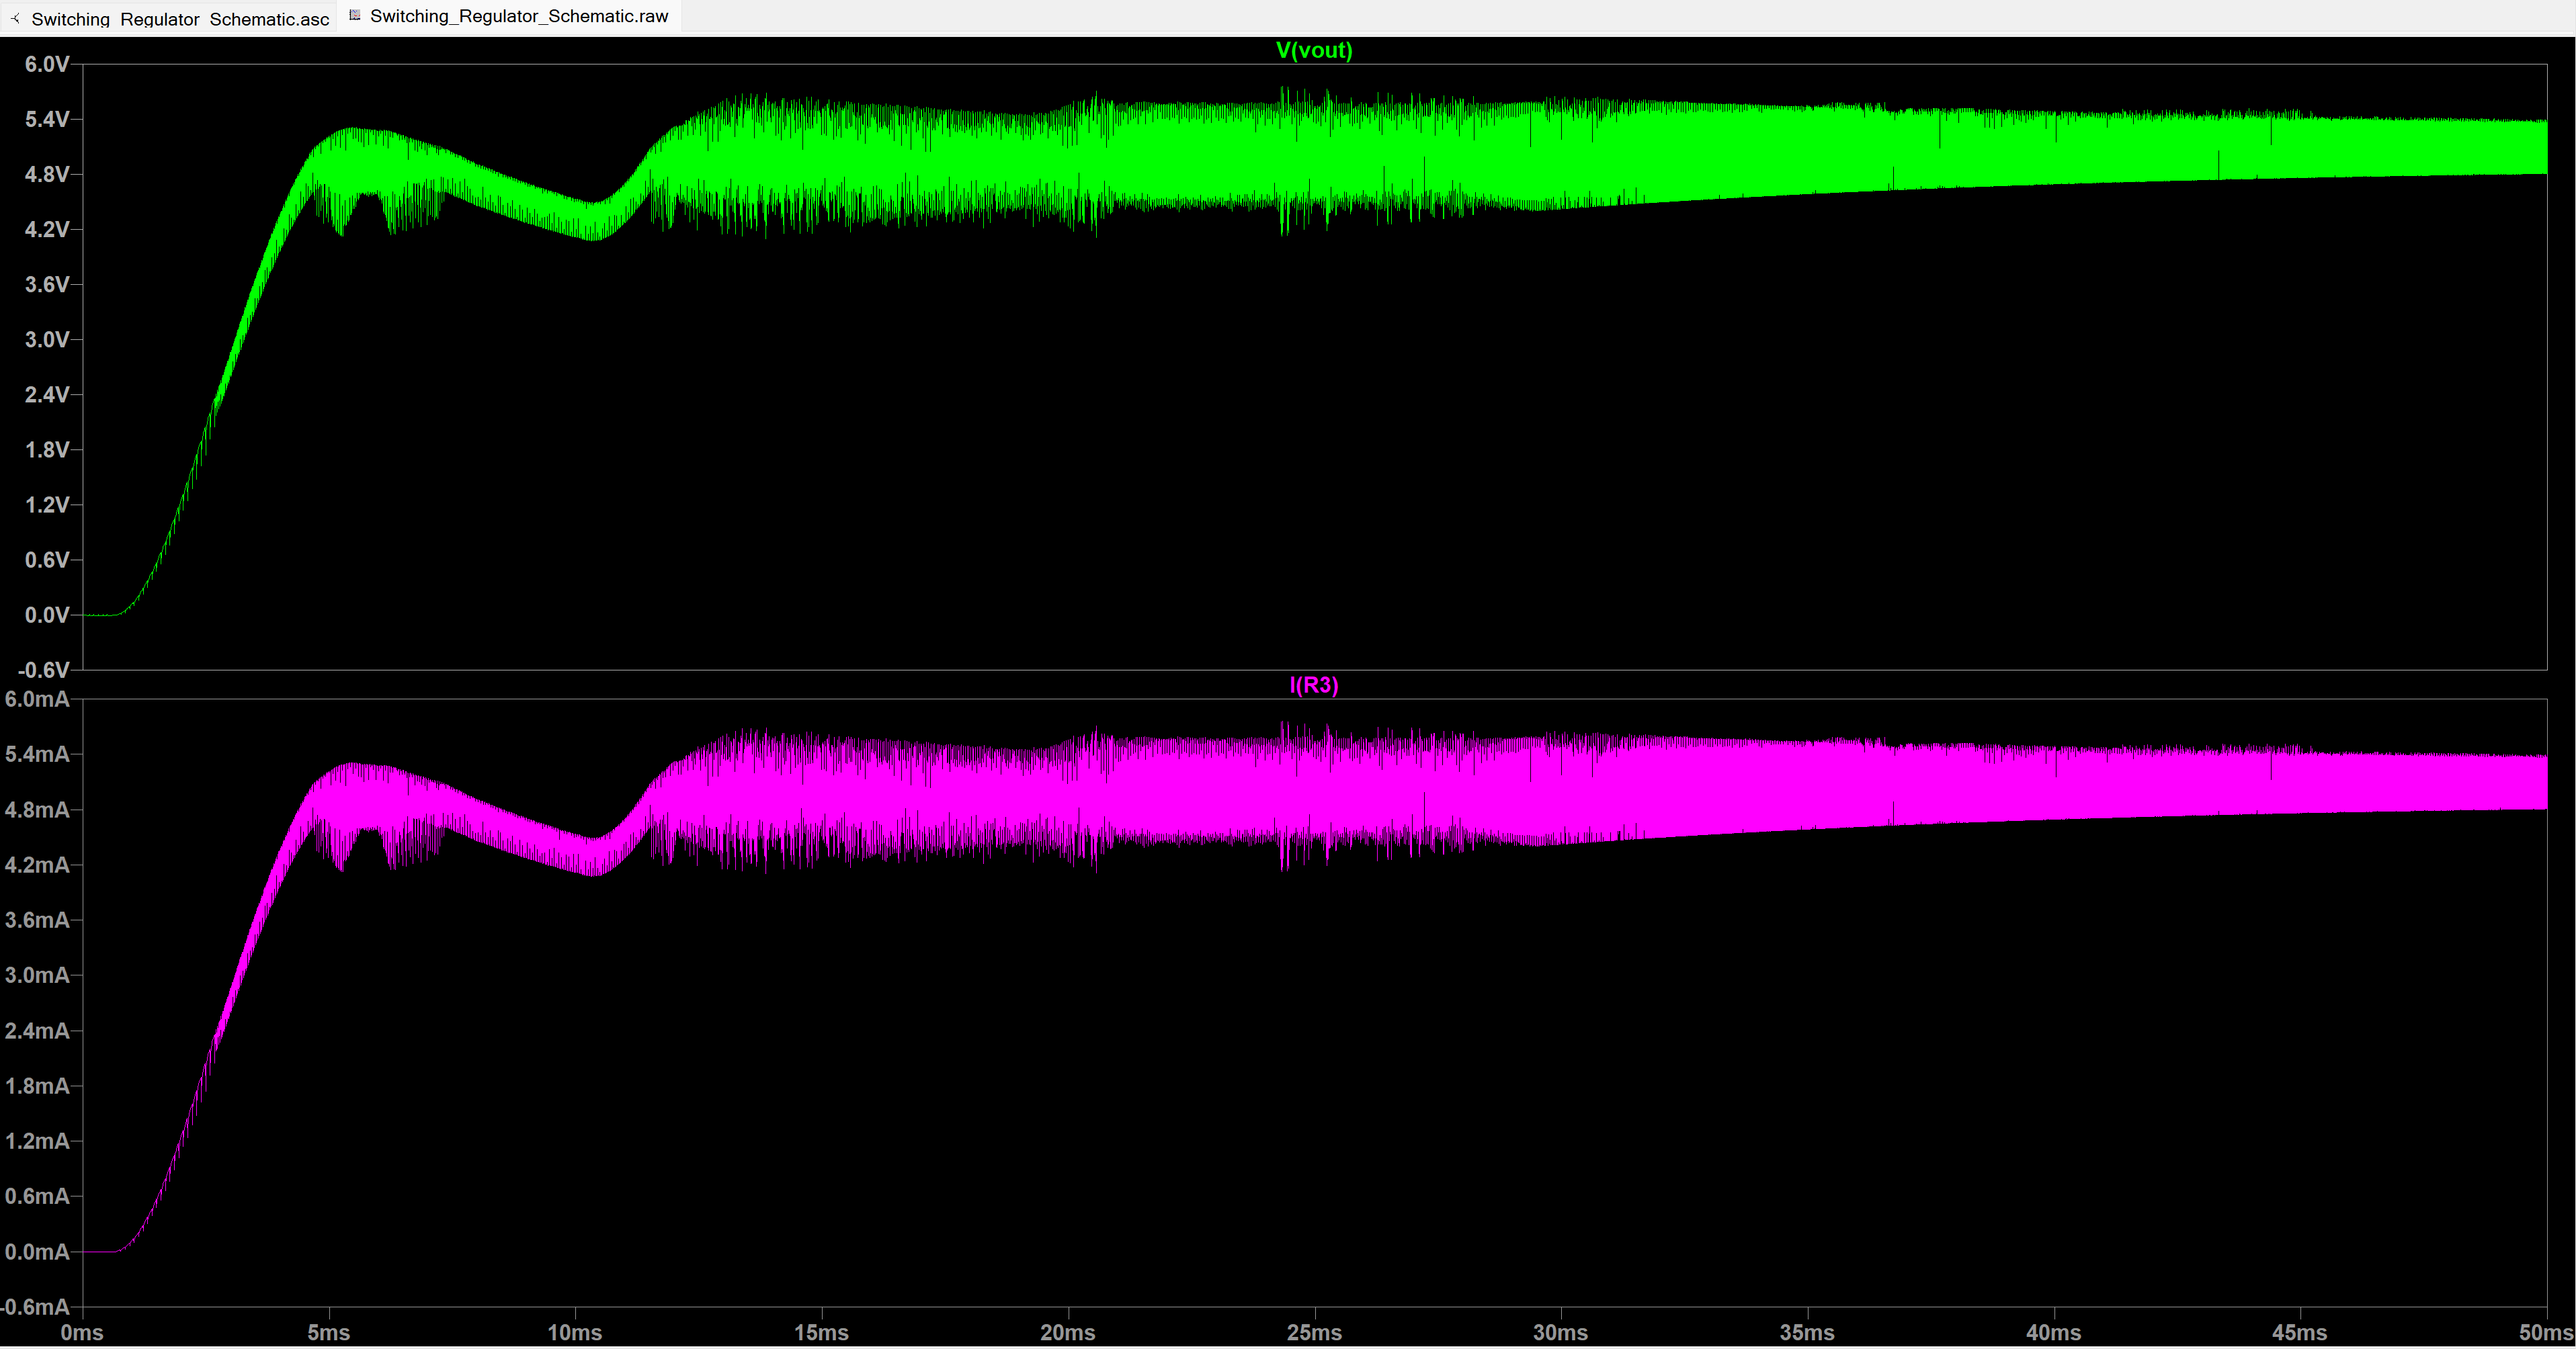 Switching_Regulator_Schematic.asc
Switching_Regulator_Schematic.raw
V(vout)
6.0V
5.4V
4.8V
4.2V
3.6V
3.0V
2.4V
1.8V
1.2V
0.6V
0.0V
-0.6V
I(R3)
6.0mA
5.4mA
4.8mA
4.2mA
3.6mA
3.0mA
2.4mA
1.8mA
1.2mA
0.6mA
0.0mA
-0.6mA
0ms 5ms 10ms 15ms 20ms 25ms 30ms 35ms 40ms 45ms 50ms